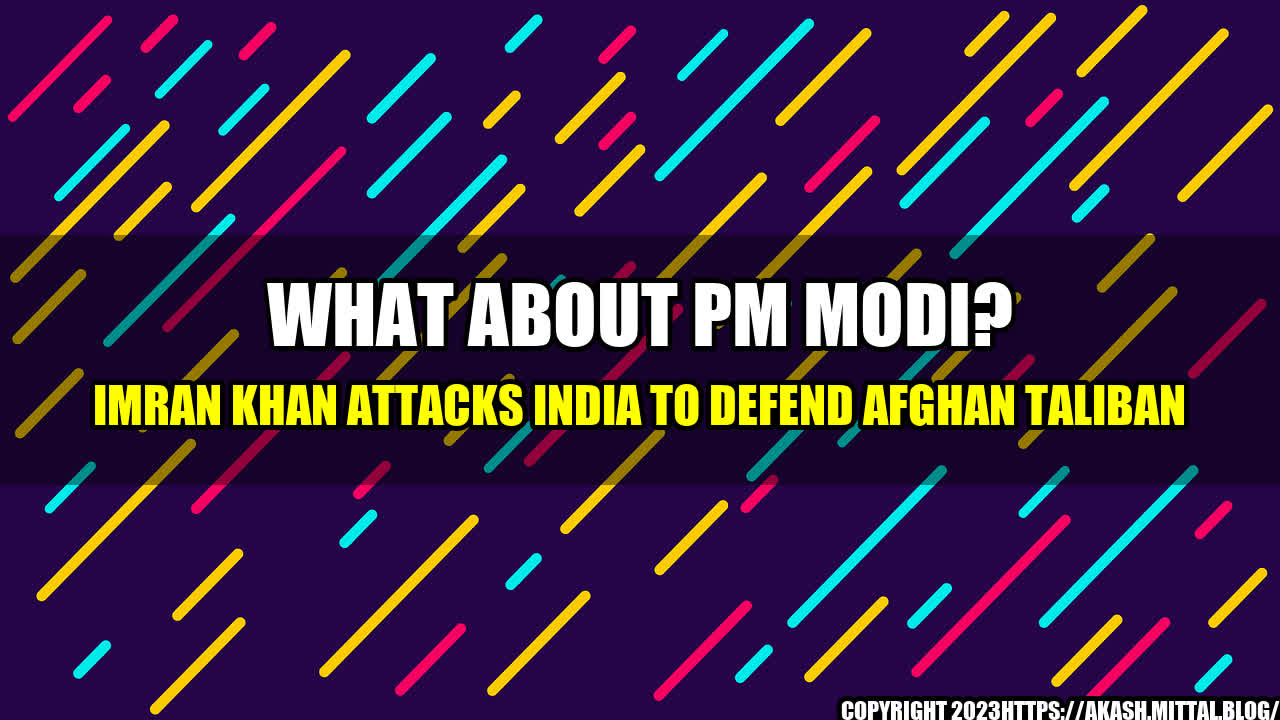 WHAT ABOUT PM MODI?
IMRAN KHAN ATTACKS INDIA TO DEFEND AFGHAN TALIBAN
COPYRIGHT 2023HTTPS://AKASH.MITTAL.BLOG/